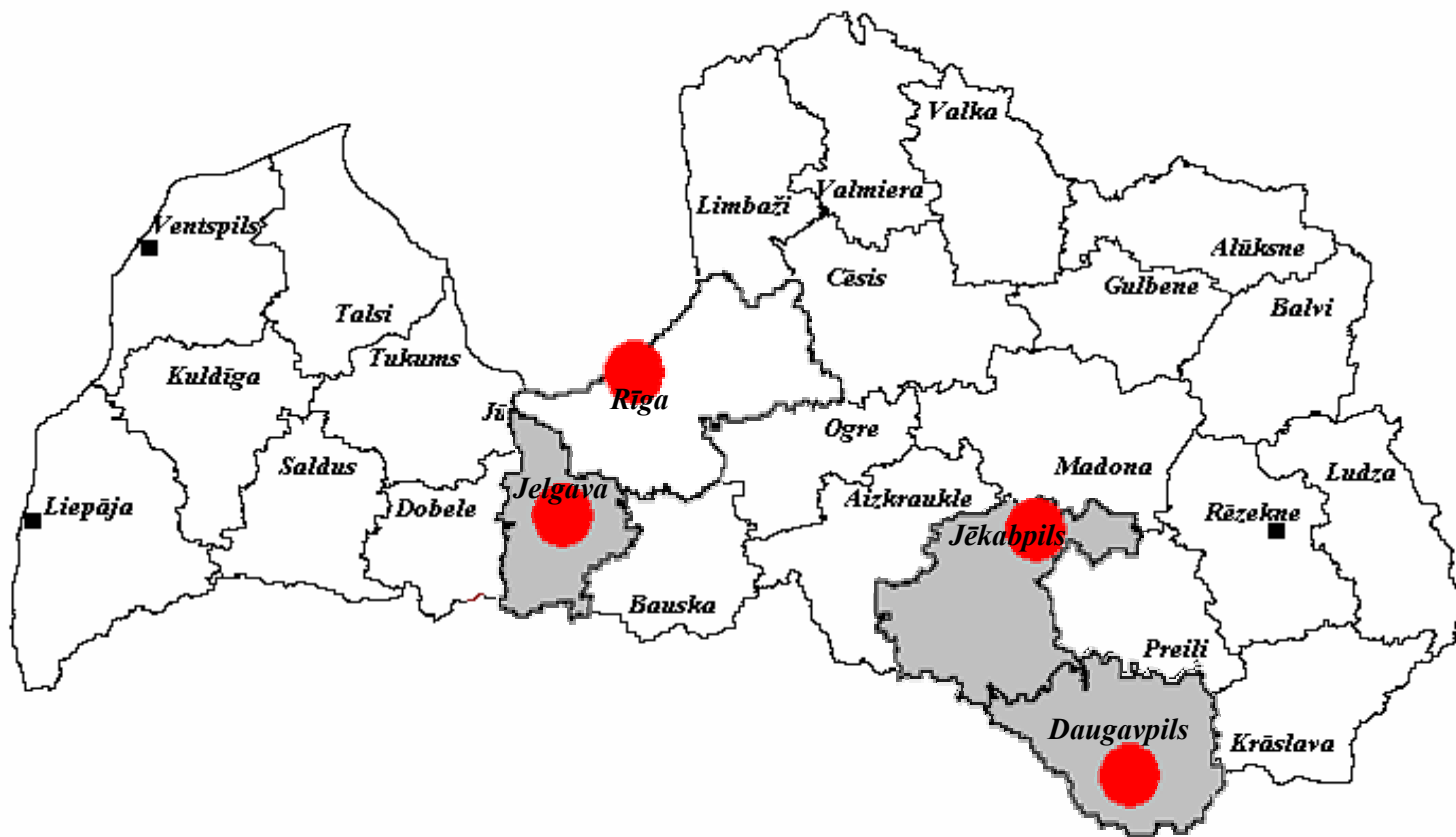 Valka
Valmiera
Limbaži
Ventspils
Alūksne
Cēsis
Gulbene
Balvi
Talsi
Tukums
Kuldīga
Rīga
Jū
Ogre
Saldus
Madona
Ludza
Jelgava
Aizkraukle
Liepāja
Dobele
Rēzekne
Jēkabpils
Bauska
Preili
Daugavpils
Krāslava